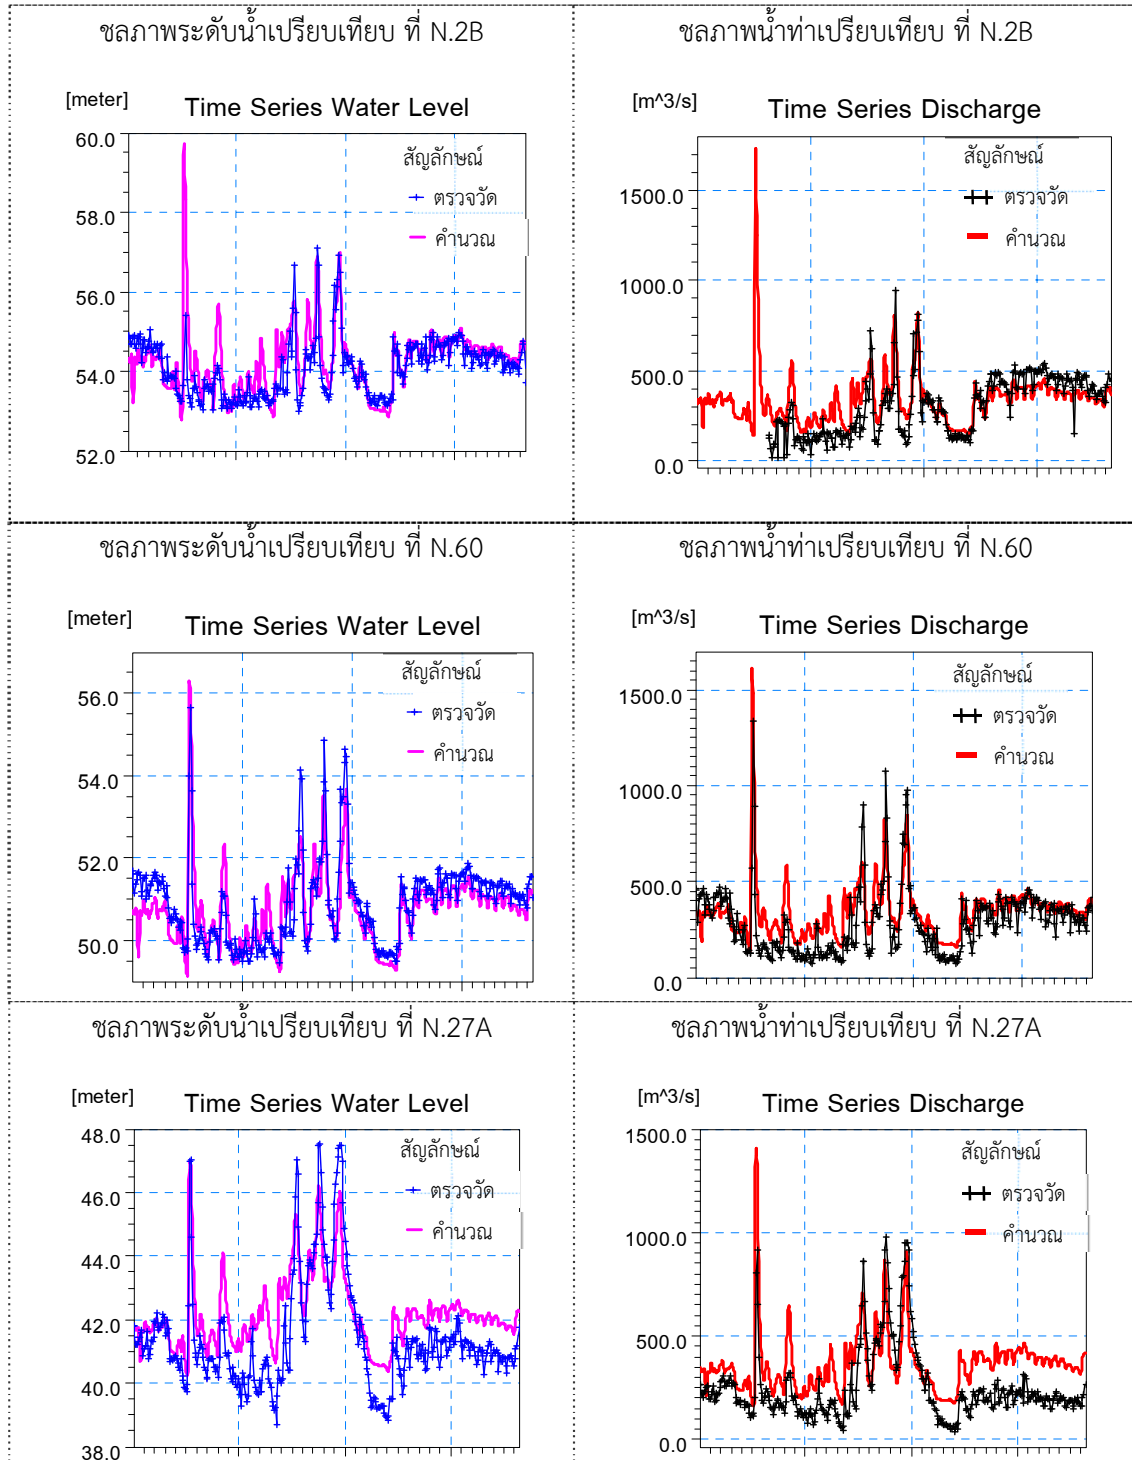 ชลภาพระดับน้ำเปรียบเทียบ ที่ N.2B
[meter]
Time Series Water Level
60.0
58.0
56.0
54.0
52.0
สัญลักษณ์
ตรวจวัด
คำนวณ
ชลภาพน้ำท่าเปรียบเทียบ ที่ N.2B
[m^3/s]
Time Series Discharge
1500.0
1000.0
500.0
0.0
สัญลักษณ์
ตรวจวัด
คำนวณ
ชลภาพระดับน้ำเปรียบเทียบ ที่ N.60
[meter]
Time Series Water Level
56.0
54.0
52.0
50.0
สัญลักษณ์
ตรวจวัด
คำนวณ
ชลภาพน้ำท่าเปรียบเทียบ ที่ N.60
[m^3/s]
Time Series Discharge
1500.0
1000.0
500.0
0.0
สัญลักษณ์
ตรวจวัด
คำนวณ
ชลภาพระดับน้ำเปรียบเทียบ ที่ N.27A
[meter]
Time Series Water Level
48.0
46.0
44.0
42.0
40.0
38.0
สัญลักษณ์
ตรวจวัด
คำนวณ
ชลภาพน้ำท่าเปรียบเทียบ ที่ N.27A
[m^3/s]
Time Series Discharge
1500.0
1000.0
500.0
0.0
สัญลักษณ์
ตรวจวัด
คำนวณ